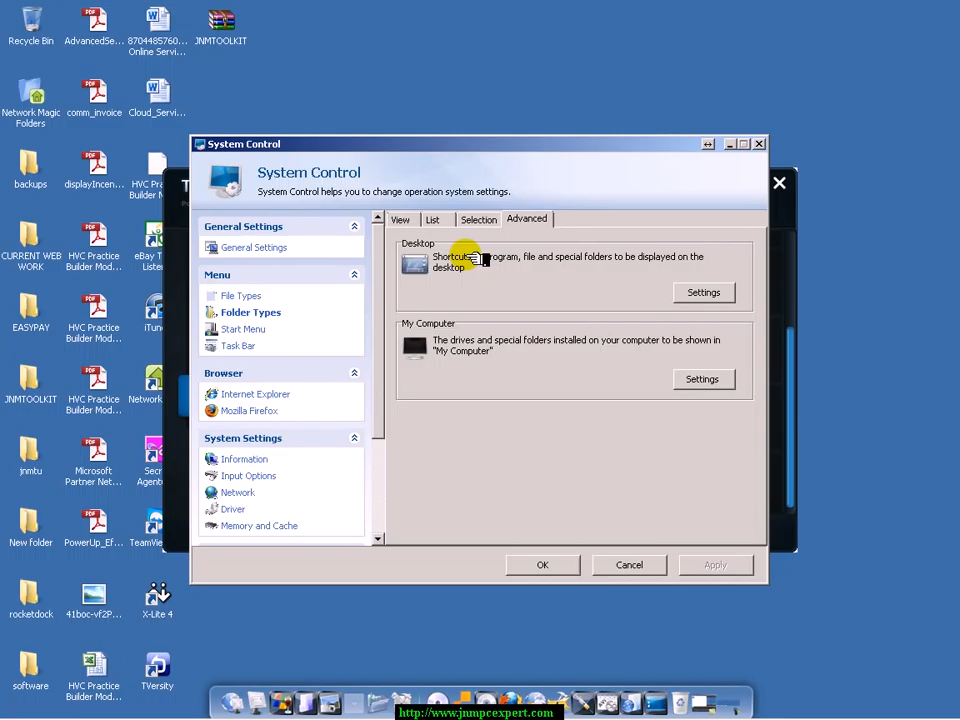 Recycle Bin
AdvancedSe...
8704485760...
Online Servi...
JNMTOOLKIT
Network Magic
Folders
comm_invoice
Cloud_Servi...
backups
displayIncen...
HVC Pra
Builder M
CURRENT WEB
WORK
HVC Practice
Builder Mod...
eBay T
Listen
EASYPAY
HVC Practice
Builder Mod...
iTun
JNMTOOLKIT
HVC Practice
Builder Mod...
Network
jnmtu
Microsoft
Partner Net...
Secr
Agent
New folder
PowerUp_Ef...
TeamVie
rocketdock
41boc-vf2P...
X-Lite 4
software
HVC Practice
Builder Mod...
TVersity
System Control
System Control
System Control helps you to change operation system settings.
General Settings
General Settings
Menu
File Types
Folder Types
Start Menu
Task Bar
Browser
Internet Explorer
Mozilla Firefox
System Settings
Information
Input Options
Network
Driver
Memory and Cache
View
List
Selection
Advanced
Desktop
Shortcuts program, file and special folders to be displayed on the
desktop
Settings
My Computer
The drives and special folders installed on your computer to be shown in
"My Computer"
Settings
OK
Cancel
Apply
http://www.jnmpcexpert.com